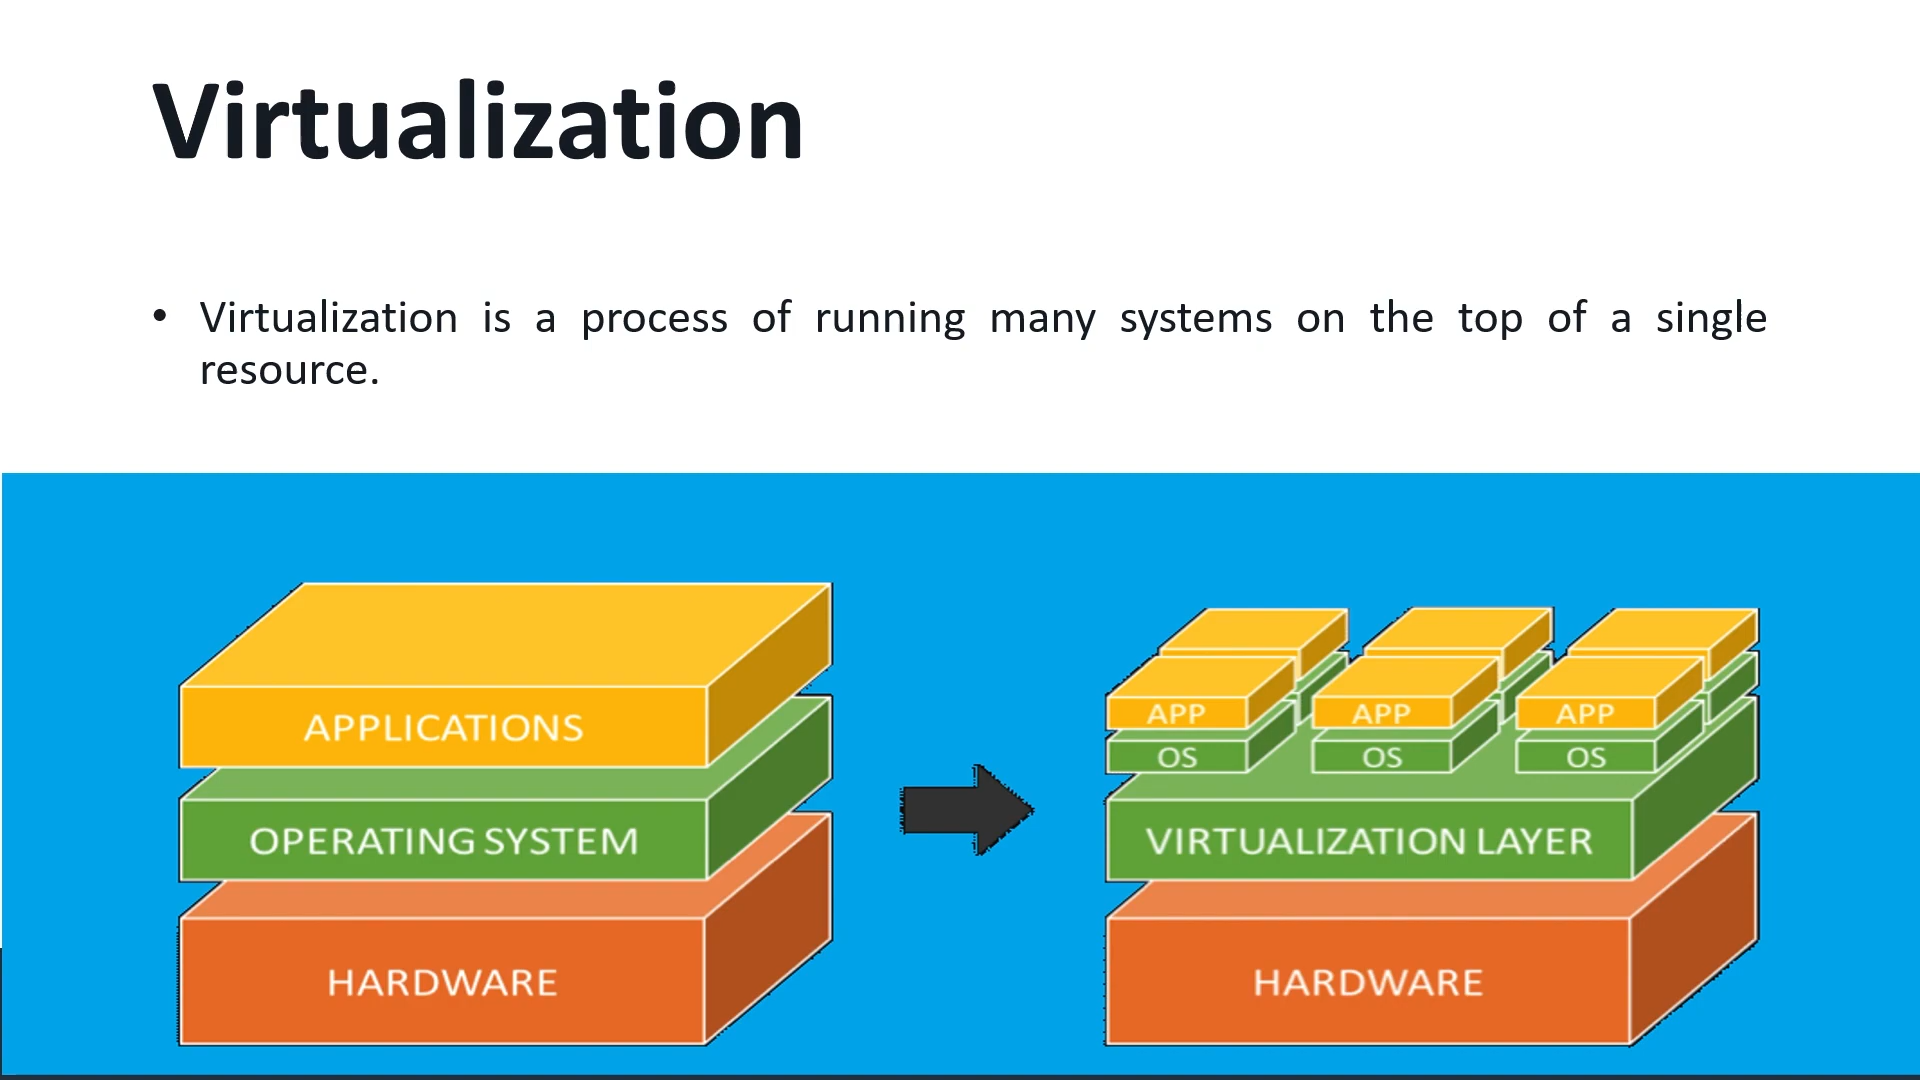 Virtualization
• Virtualization is a process of running many systems on the top of a single
resource.
APPLICATIONS
OPERATING SYSTEM
HARDWARE
APP APP APP
OS OS OS
VIRTUALIZATION LAYER
HARDWARE